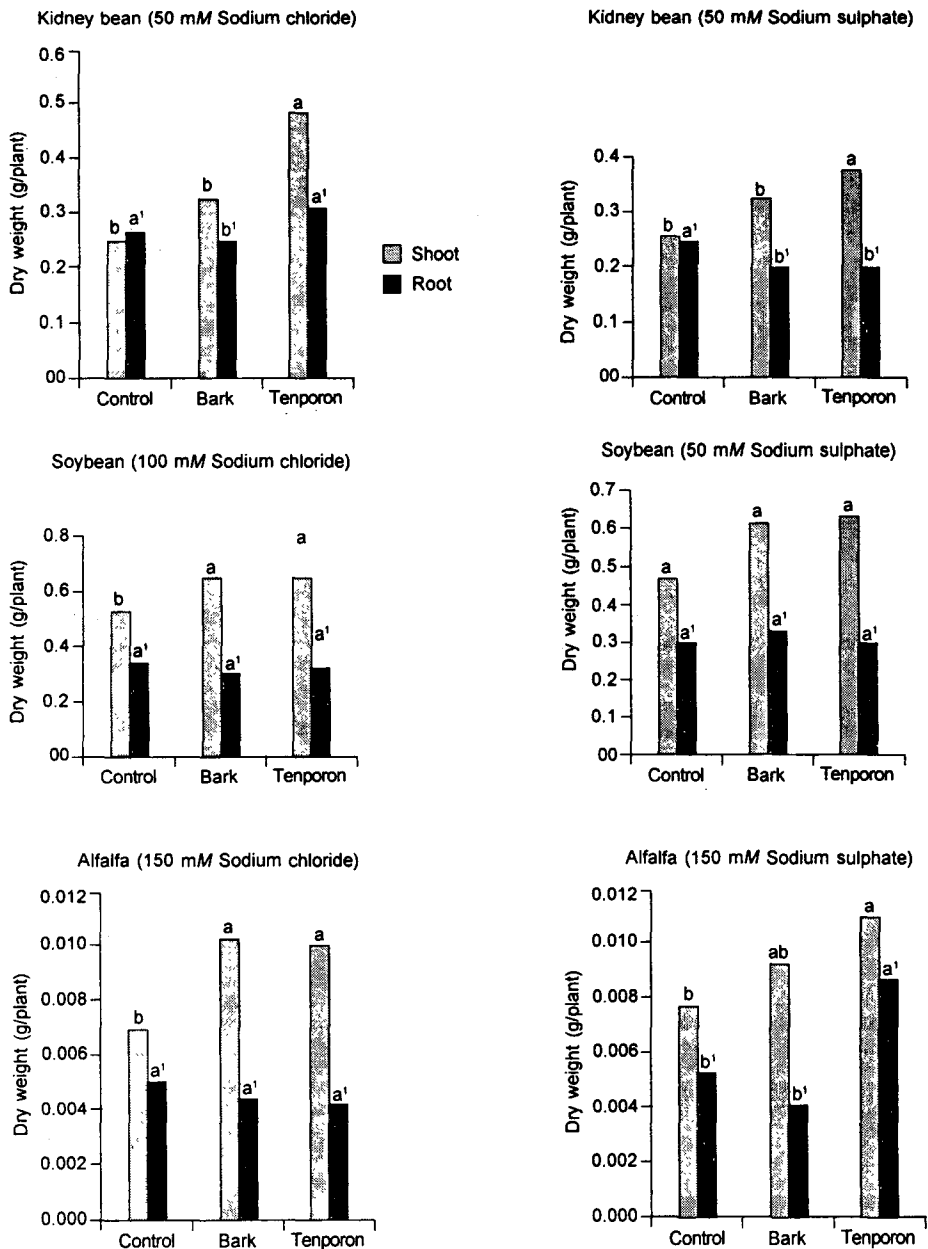 Kidney bean (50 mM Sodium chloride)
0.6
0.5
0.4
0.3
0.2
0.1
00
Dry weight (g/plant)
b a¹
b b¹
a a¹
Control Bark Tenporon
Shoot
Root
Kidney bean (50 mM Sodium sulphate)
0.4
0.3
0.2
0.1
00
Dry weight (g/plant)
b a¹
b b¹
a b¹
Control Bark Tenporon
Soybean (100 mM Sodium chloride)
0.8
0.6
0.4
0.2
00
Dry weight (g/plant)
b a¹
a a¹
a a¹
Control Bark Tenporon
Soybean (50 mM Sodium sulphate)
0.7
0.6
0.5
0.4
0.3
0.2
0.1
00
Dry weight (g/plant)
a a¹
a a¹
a a¹
Control Bark Tenporon
Alfalfa (150 mM Sodium chloride)
0.012
0.010
0.008
0.006
0.004
0.002
0.000
Dry weight (g/plant)
b a¹
a a¹
a a¹
Control Bark Tenporon
Alfalfa (150 mM Sodium sulphate)
0.012
0.010
0.008
0.006
0.004
0.002
0.000
Dry weight (g/plant)
b b¹
ab b¹
a a¹
Control Bark Tenporon